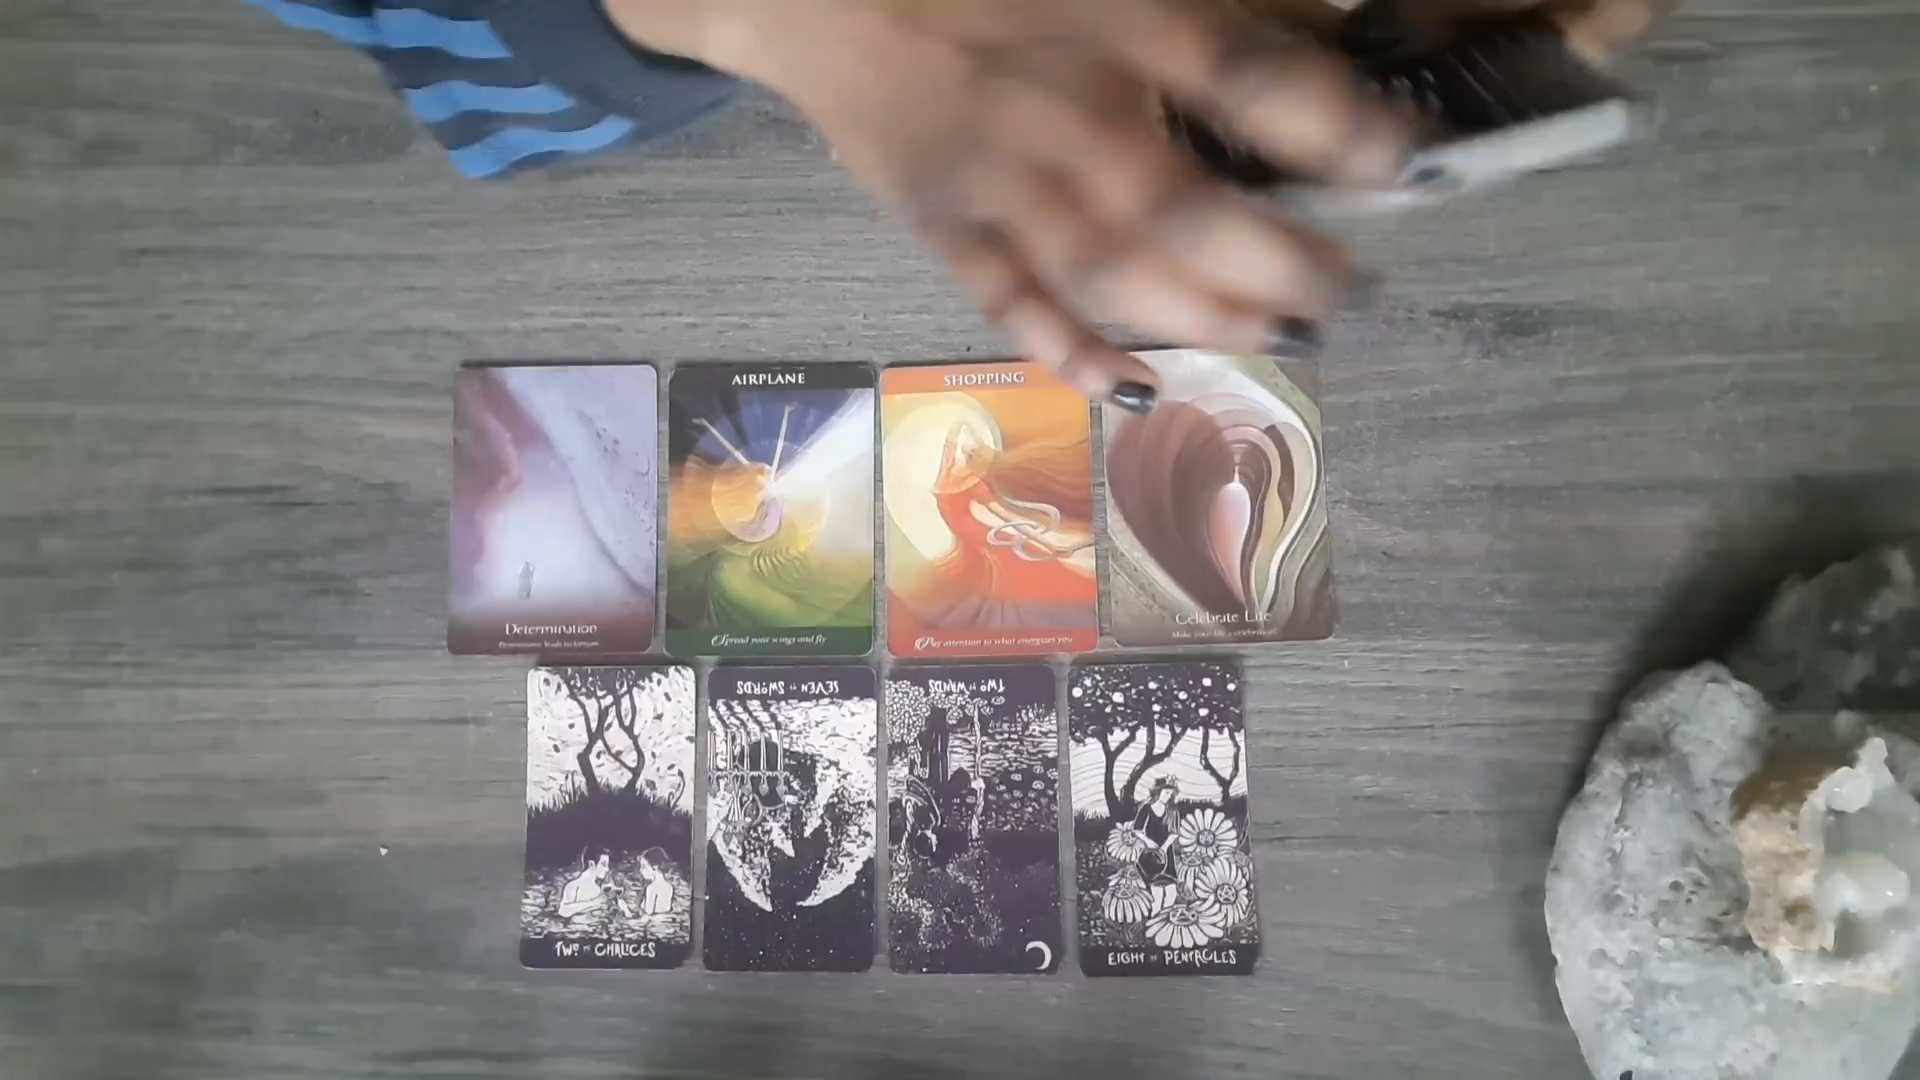 Determination
AIRPLANE
Spread your wings and fly
SHOPPING
Pay attention to what energizes you
Celebrate Life
Make your life a celebration
TWO OF CHALICES
SEVEN OF SWORDS
TWO OF WANDS
EIGHT OF PENTACLES